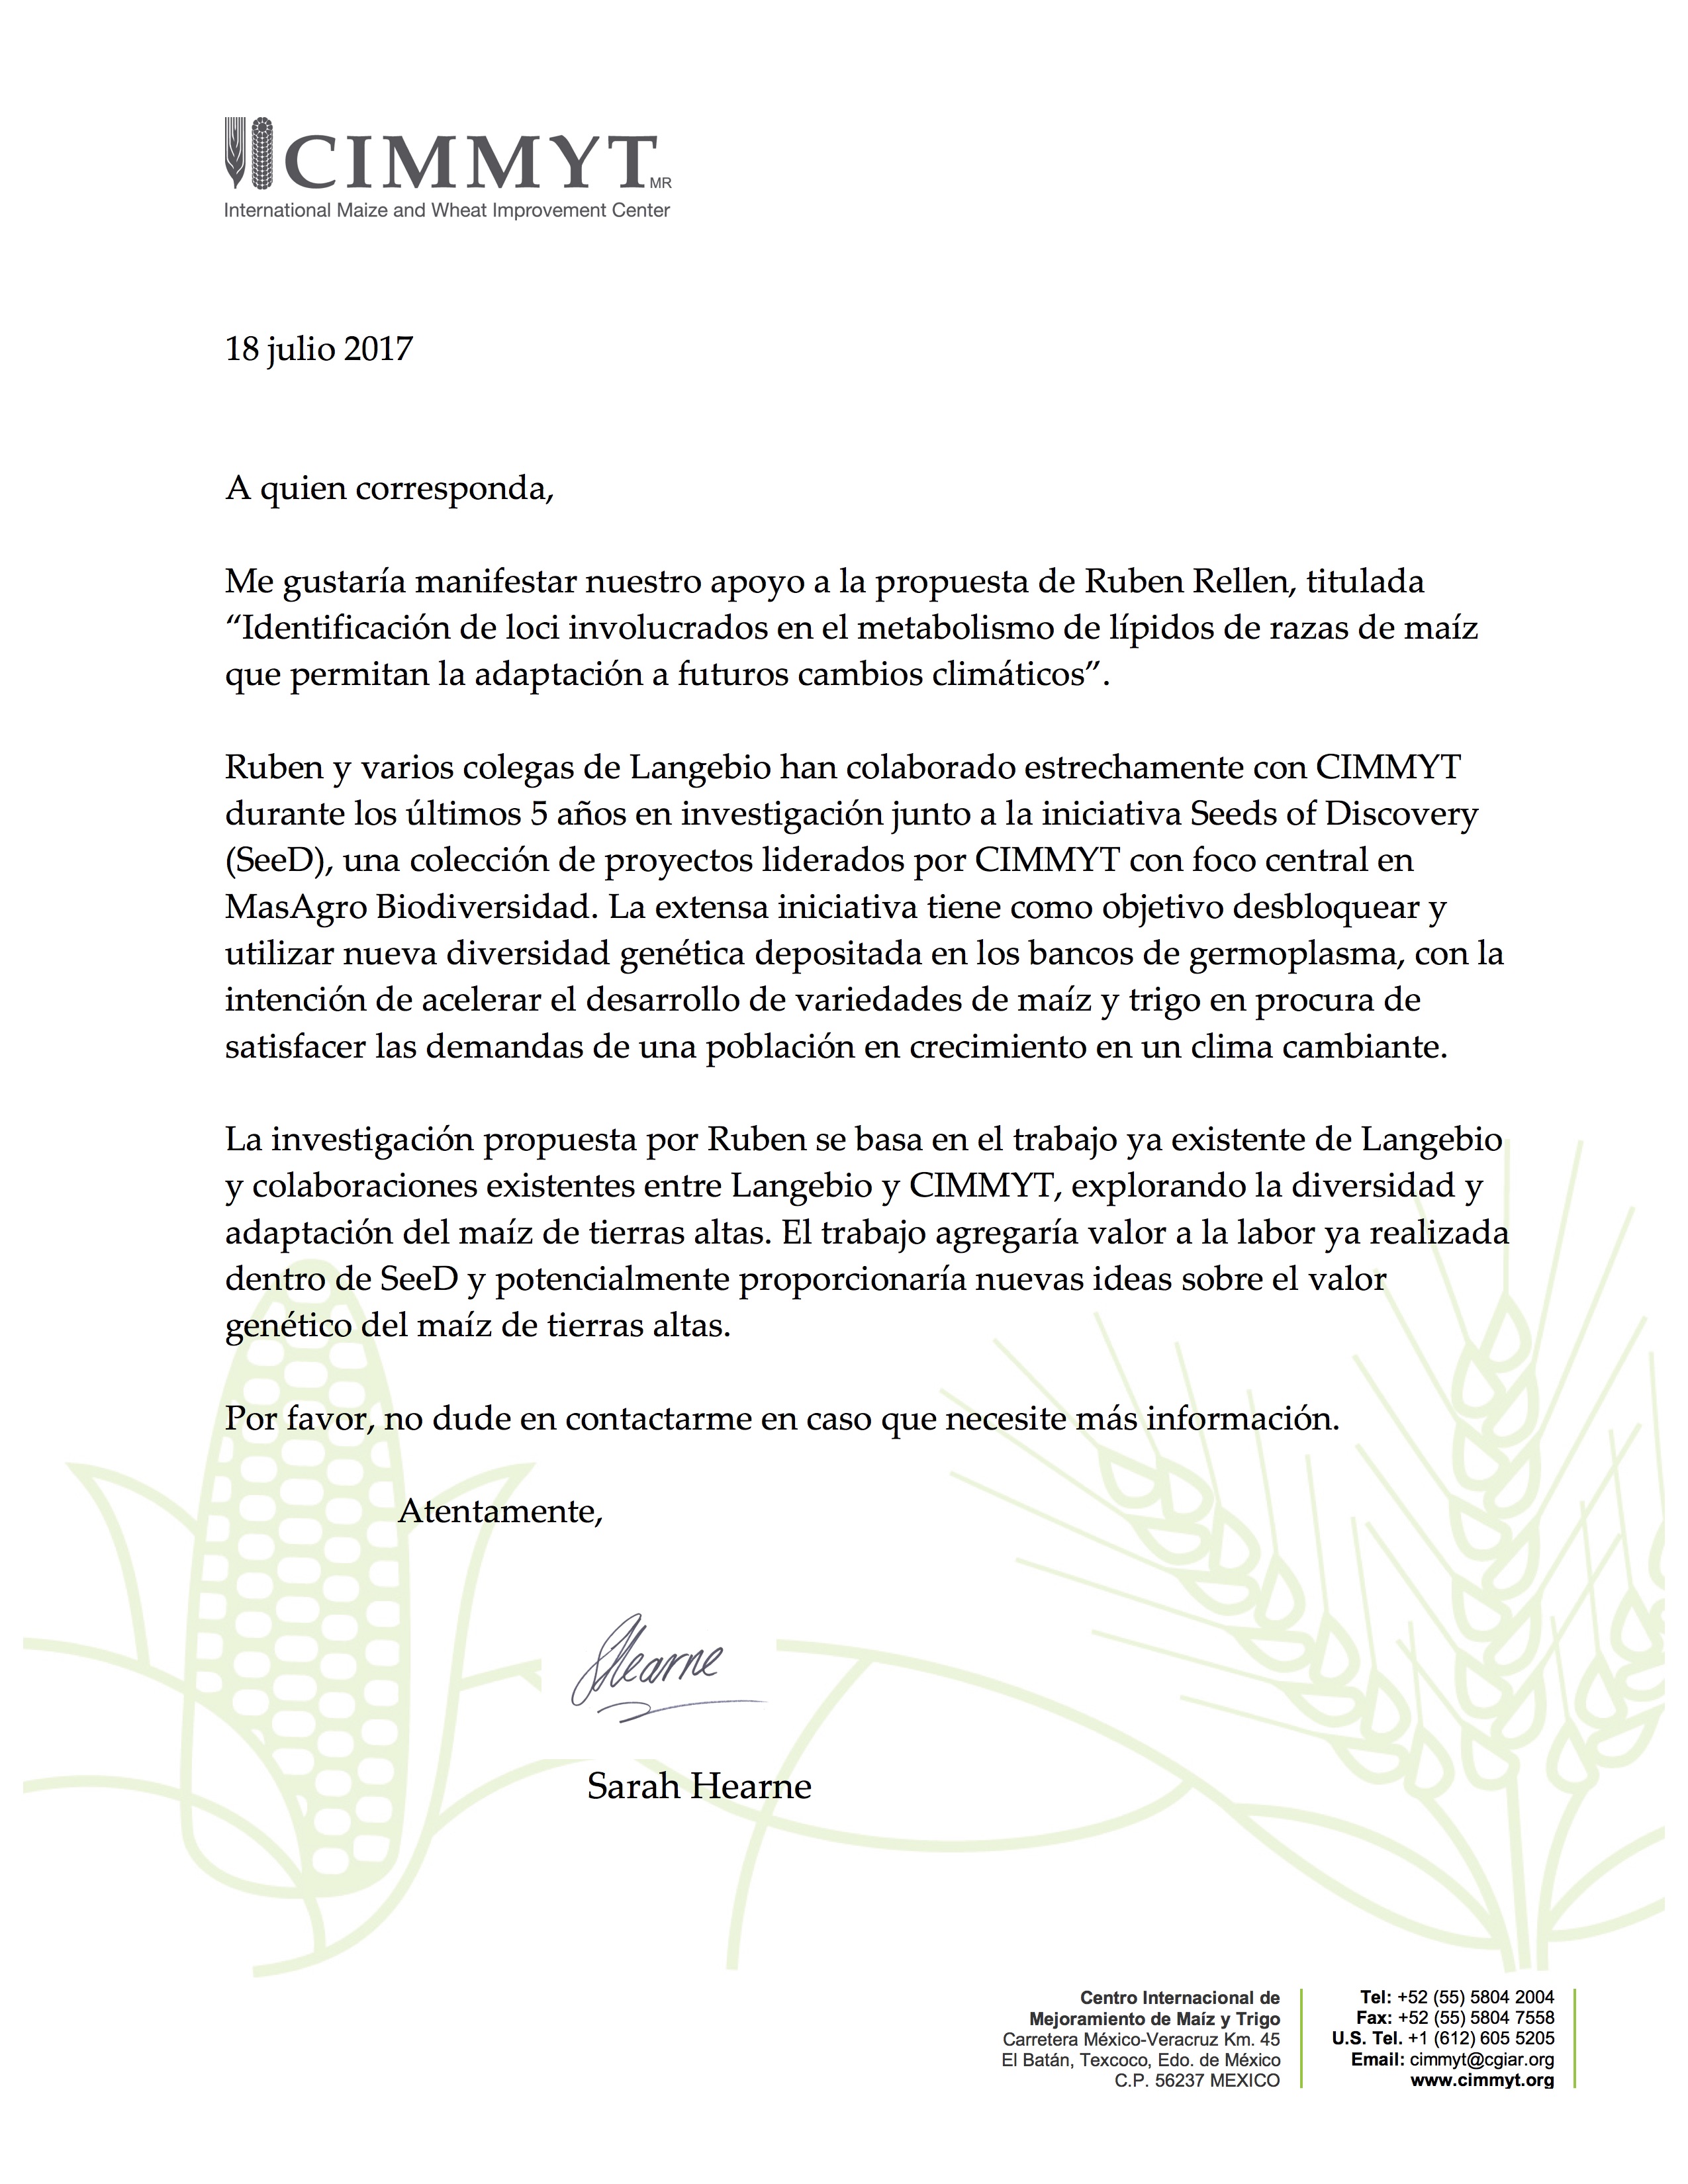 CIMMYT MR
International Maize and Wheat Improvement Center
18 julio 2017
A quien corresponda,
Me gustaría manifestar nuestro apoyo a la propuesta de Ruben Rellen, titulada
“Identificación de loci involucrados en el metabolismo de lípidos de razas de maíz
que permitan la adaptación a futuros cambios climáticos”.
Ruben y varios colegas de Langebio han colaborado estrechamente con CIMMYT
durante los últimos 5 años en investigación junto a la iniciativa Seeds of Discovery
(SeeD), una colección de proyectos liderados por CIMMYT con foco central en
MasAgro Biodiversidad. La extensa iniciativa tiene como objetivo desbloquear y
utilizar nueva diversidad genética depositada en los bancos de germoplasma, con la
intención de acelerar el desarrollo de variedades de maíz y trigo en procura de
satisfacer las demandas de una población en crecimiento en un clima cambiante.
La investigación propuesta por Ruben se basa en el trabajo ya existente de Langebio
y colaboraciones existentes entre Langebio y CIMMYT, explorando la diversidad y
adaptación del maíz de tierras altas. El trabajo agregaría valor a la labor ya realizada
dentro de SeeD y potencialmente proporcionaría nuevas ideas sobre el valor
genético del maíz de tierras altas.
Por favor, no dude en contactarme en caso que necesite más información.
Atentamente,
SHearne
Sarah Hearne
Centro Internacional de
Mejoramiento de Maíz y Trigo
Carretera México-Veracruz Km. 45
El Batán, Texcoco, Edo. de México
C.P. 56237 MEXICO
Tel: +52 (55) 5804 2004
Fax: +52 (55) 5804 7558
U.S. Tel. +1 (612) 605 5205
Email: cimmyt@cgiar.org
www.cimmyt.org